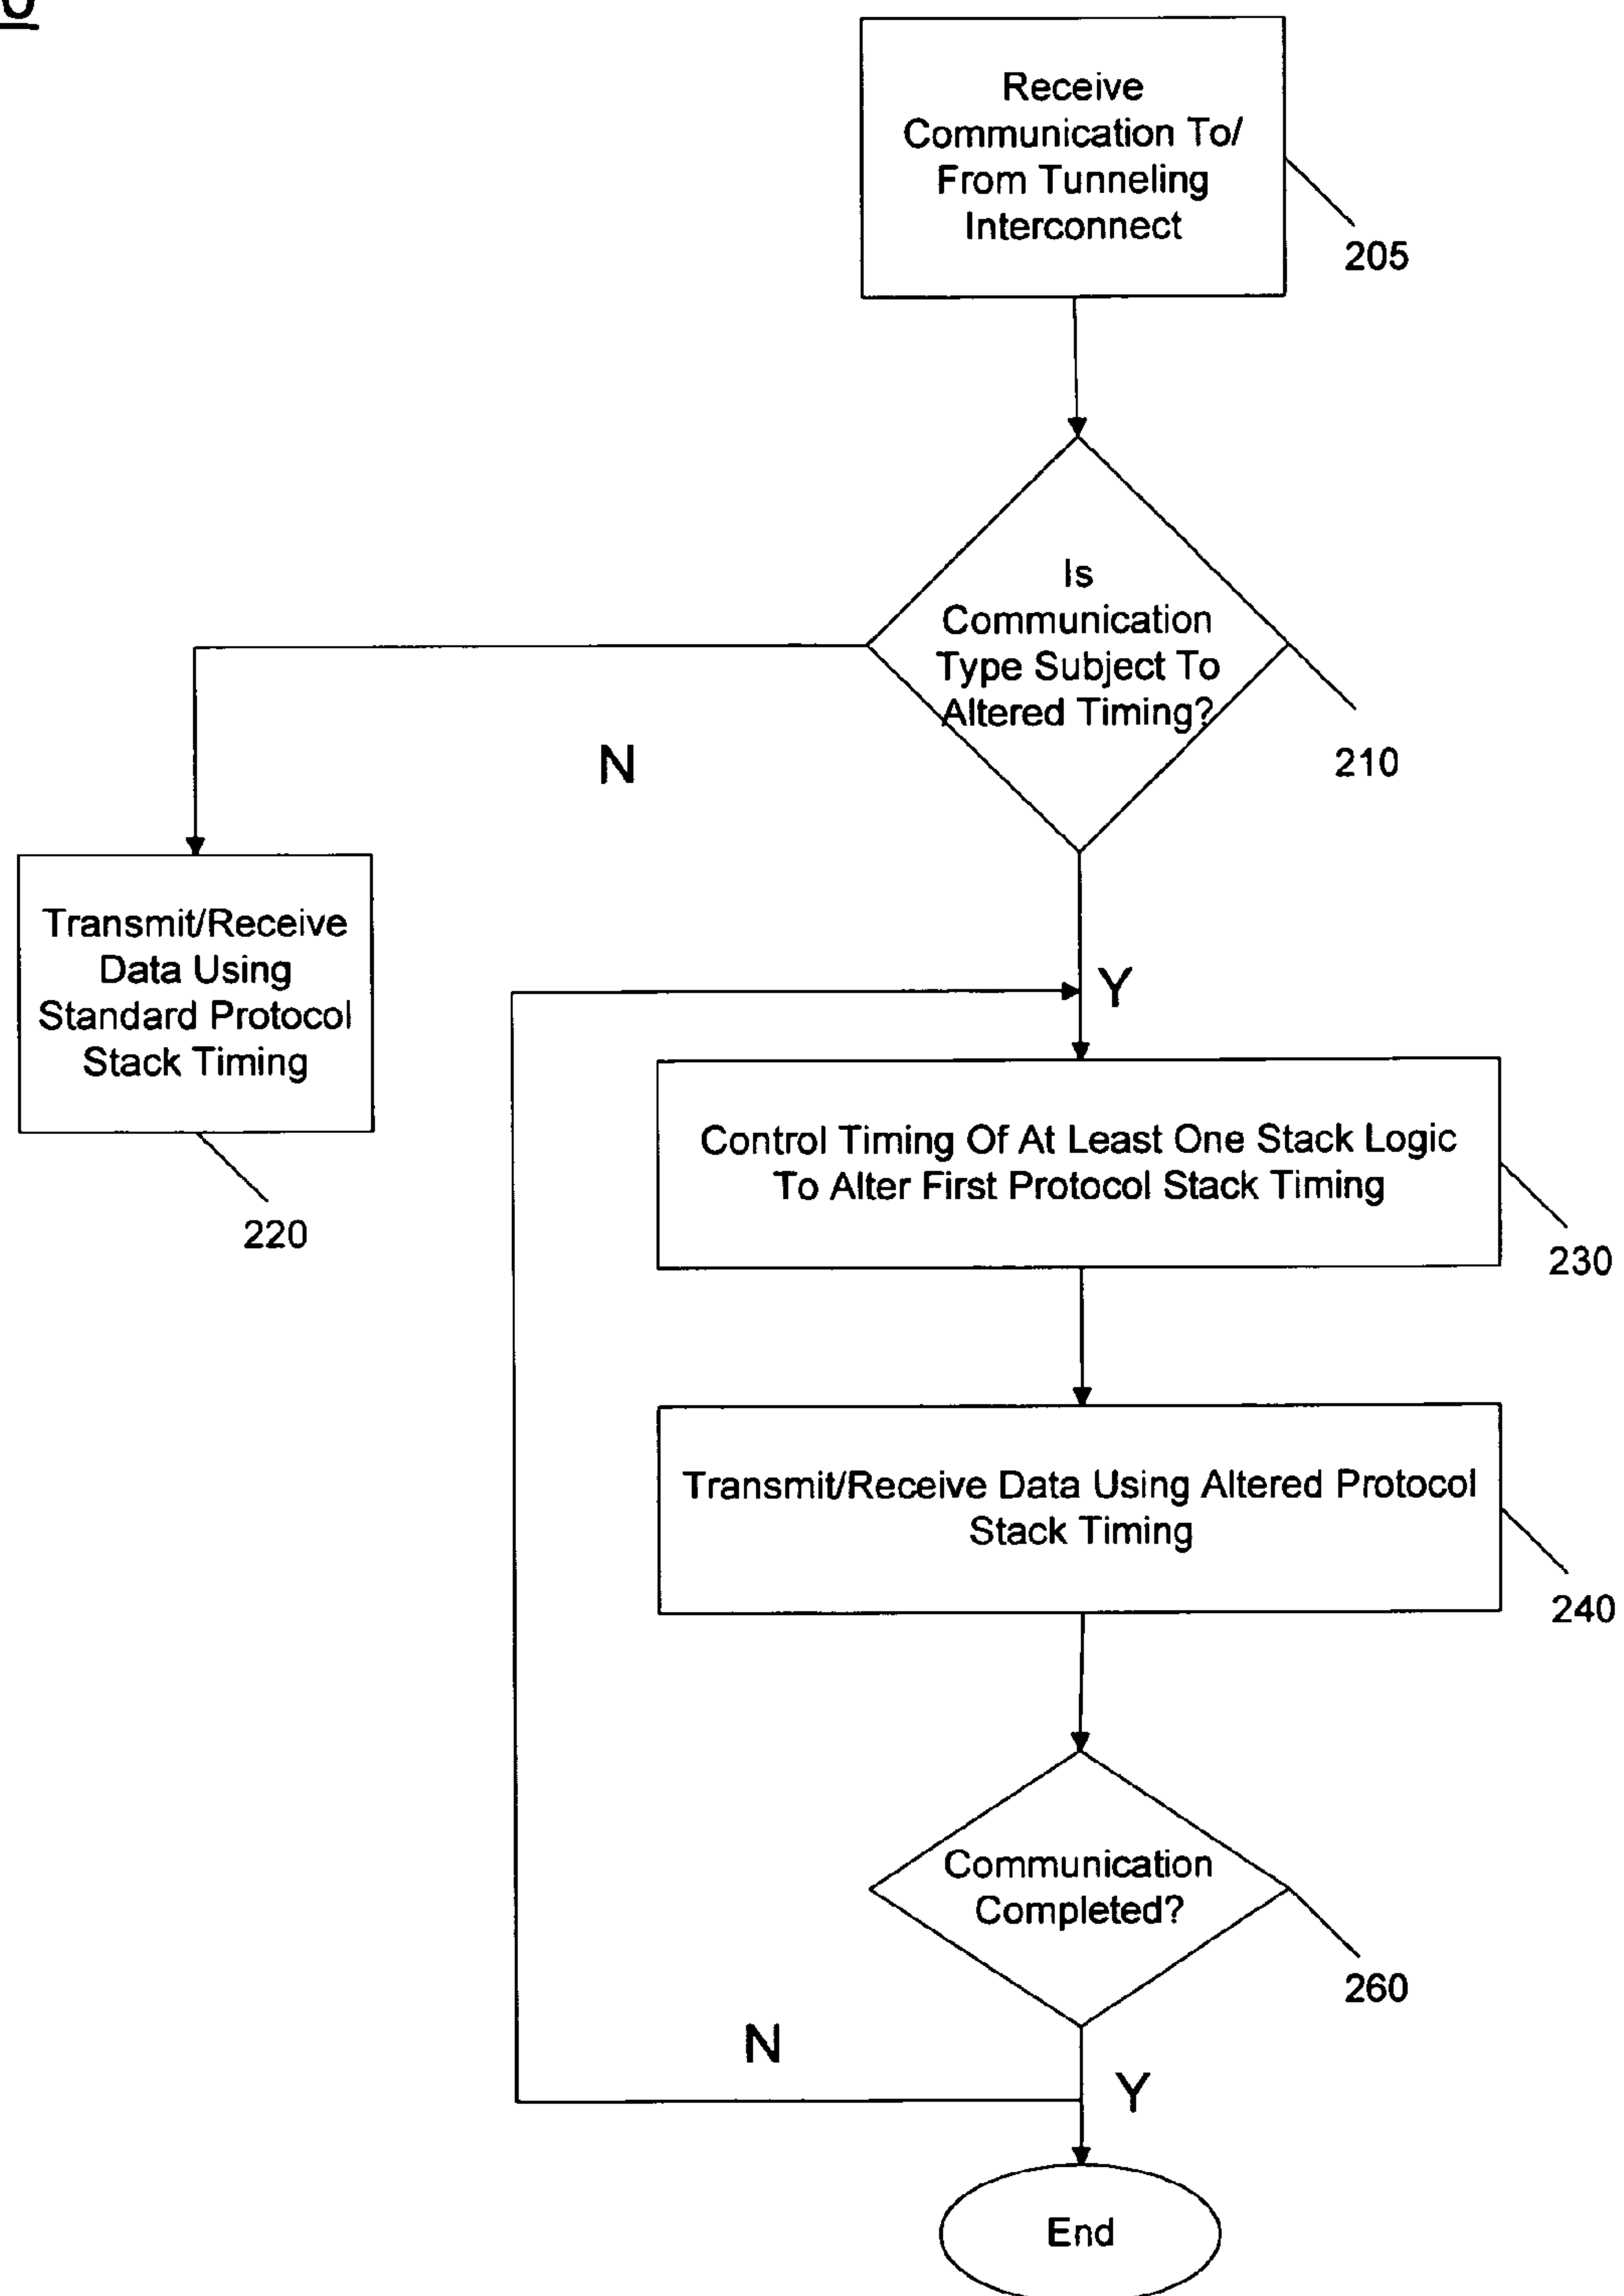 Receive
Communication To/
From Tunneling
Interconnect
205
Is
Communication
Type Subject To
Altered Timing?
210
N
Transmit/Receive
Data Using
Standard Protocol
Stack Timing
220
Y
Control Timing Of At Least One Stack Logic
To Alter First Protocol Stack Timing
230
Transmit/Receive Data Using Altered Protocol
Stack Timing
240
Communication
Completed?
260
N
Y
End